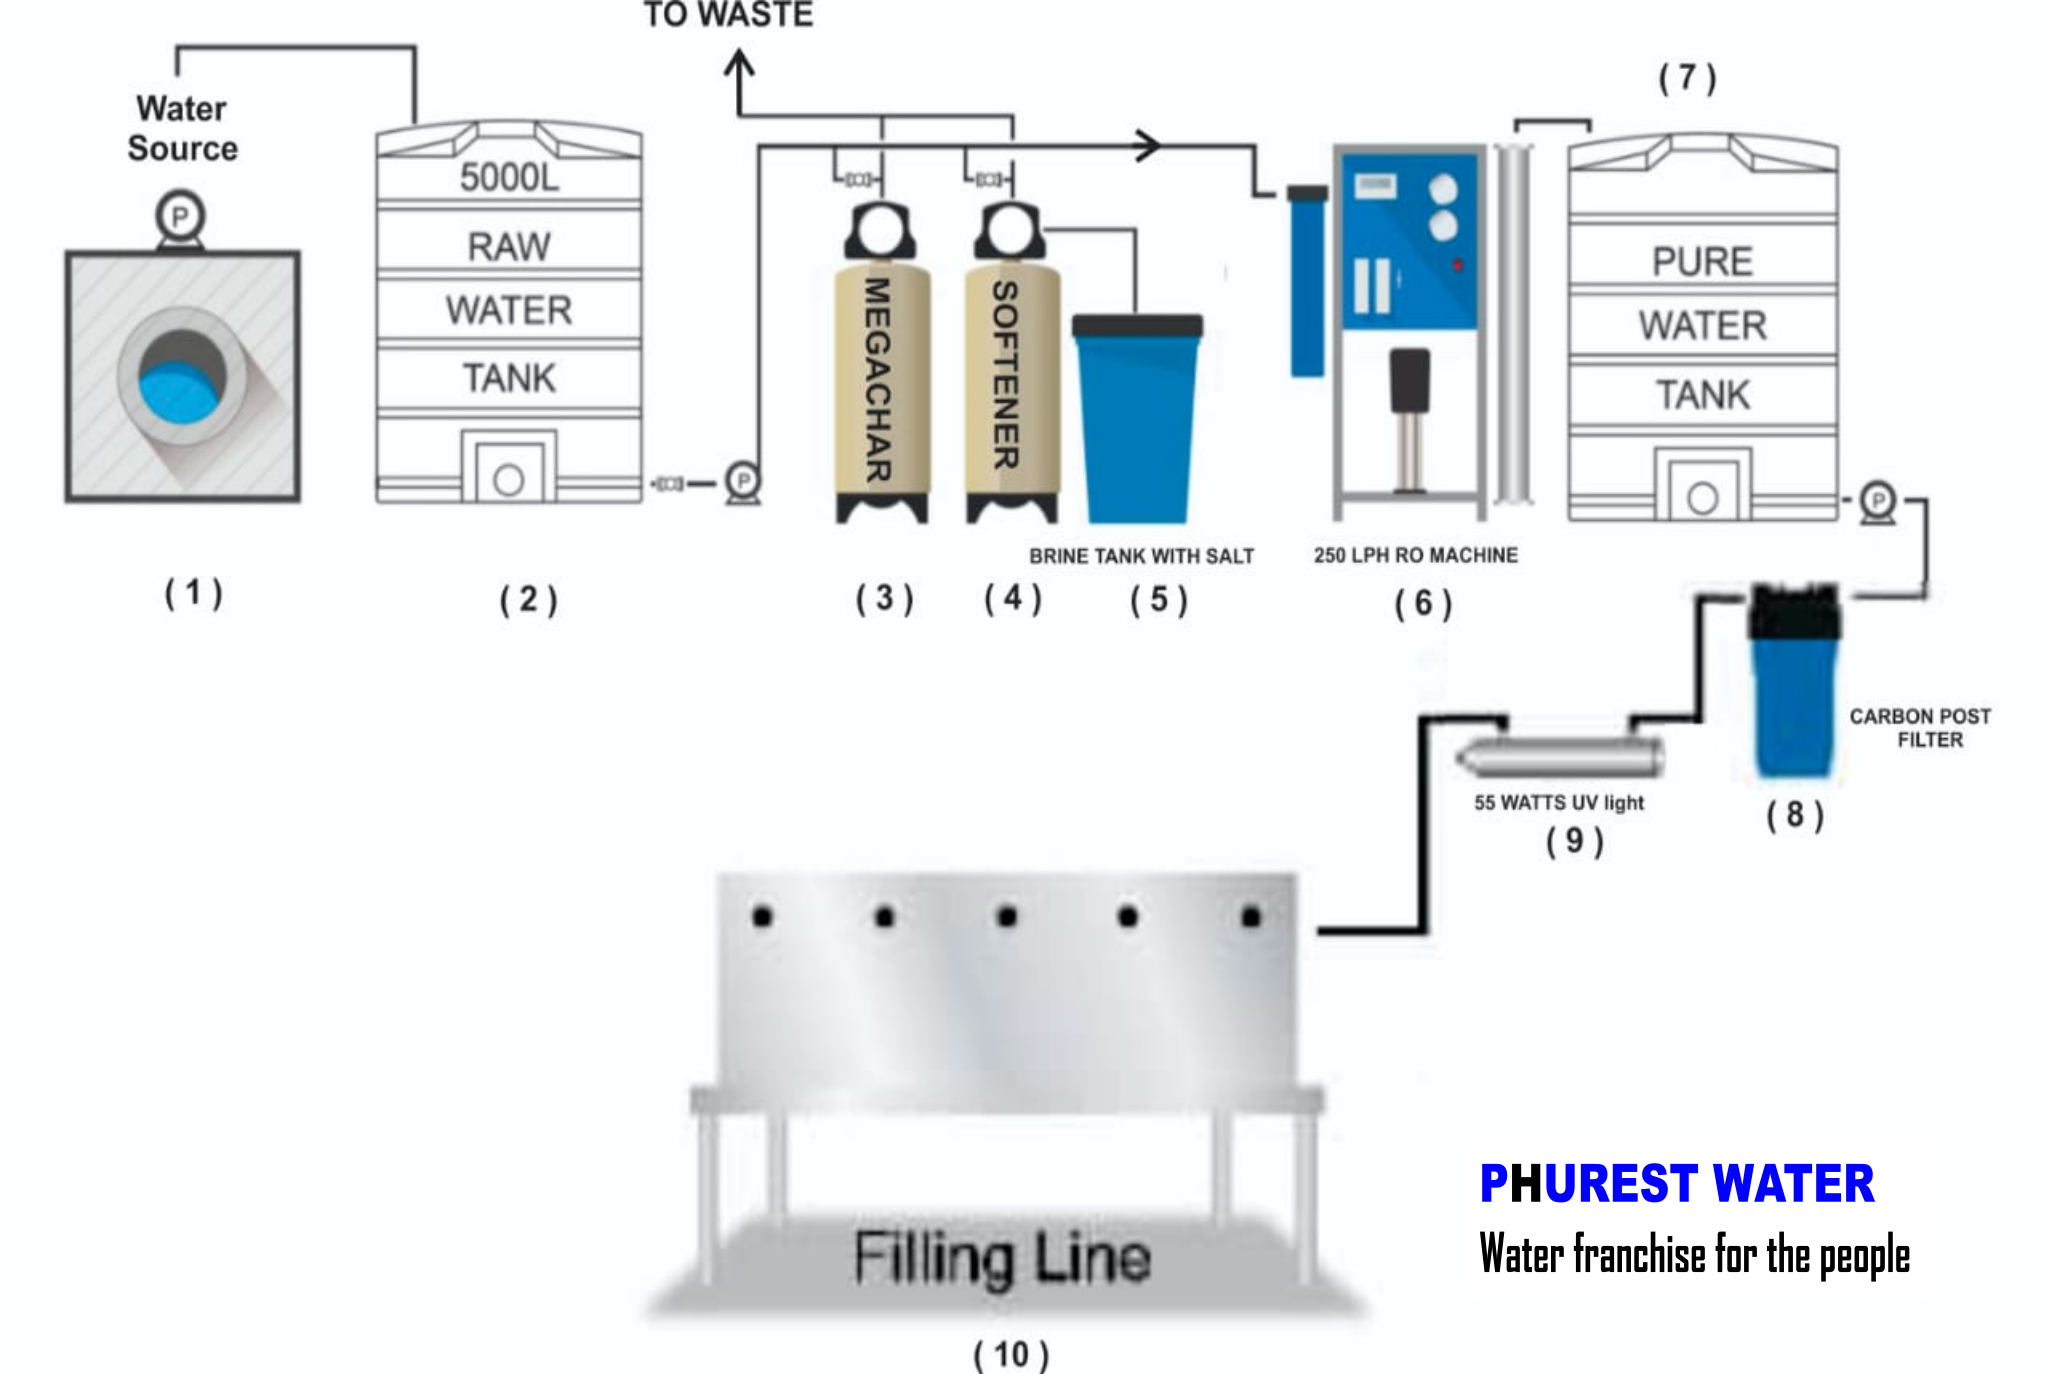 TO WASTE
Water
Source
P
5000L
RAW
WATER
TANK
P
MEGACHAR
SOFTENER
BRINE TANK WITH SALT
250 LPH RO MACHINE
( 7 )
PURE
WATER
TANK
P
( 1 )
( 2 )
( 3 )
( 4 )
( 5 )
( 6 )
CARBON POST
FILTER
( 8 )
55 WATTS UV light
( 9 )
Filling Line
( 10 )
PHUREST WATER
Water franchise for the people